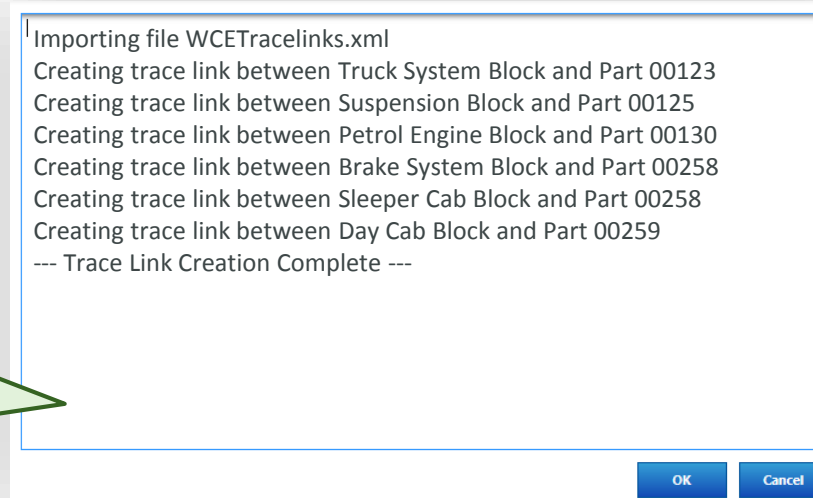 Importing file WCETracelinks.xml
Creating trace link between Truck System Block and Part 00123
Creating trace link between Suspension Block and Part 00125
Creating trace link between Petrol Engine Block and Part 00130
Creating trace link between Brake System Block and Part 00258
Creating trace link between Sleeper Cab Block and Part 00258
Creating trace link between Day Cab Block and Part 00259
--- Trace Link Creation Complete ---
OK Cancel